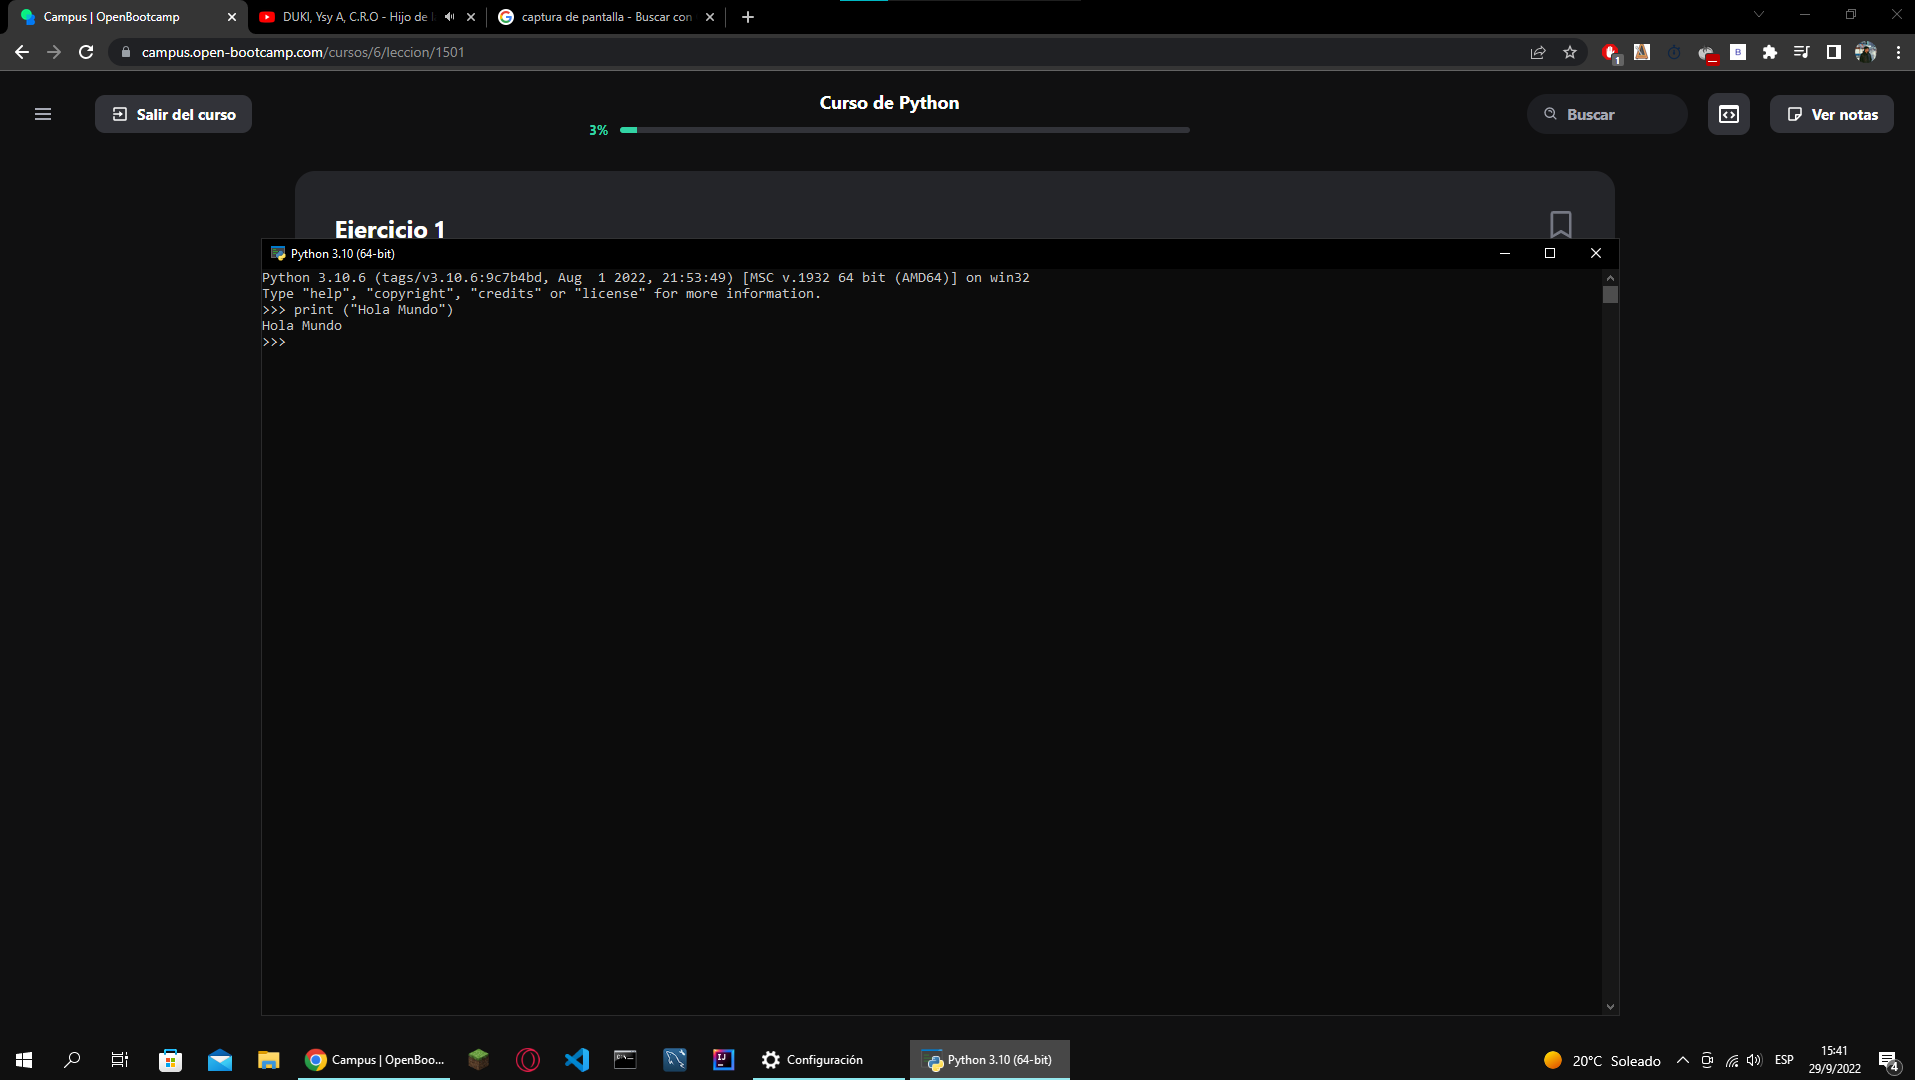 Campus | OpenBootcamp
DUKI, Ysy A, C.R.O - Hijo de
captura de pantalla - Buscar con
campus.open-bootcamp.com/cursos/6/leccion/1501
1
B
Salir del curso
Curso de Python
3%
Buscar
Ver notas
Ejercicio 1
Python 3.10 (64-bit)
Python 3.10.6 (tags/v3.10.6:9c7b4bd, Aug  1 2022, 21:53:49) [MSC v.1932 64 bit (AMD64)] on win32
Type "help", "copyright", "credits" or "license" for more information.
>>> print ("Hola Mundo")
Hola Mundo
>>>
Campus | OpenBoo...
IJ
Configuración
Python 3.10 (64-bit)
20°C Soleado
ESP
15:41
29/9/2022
4